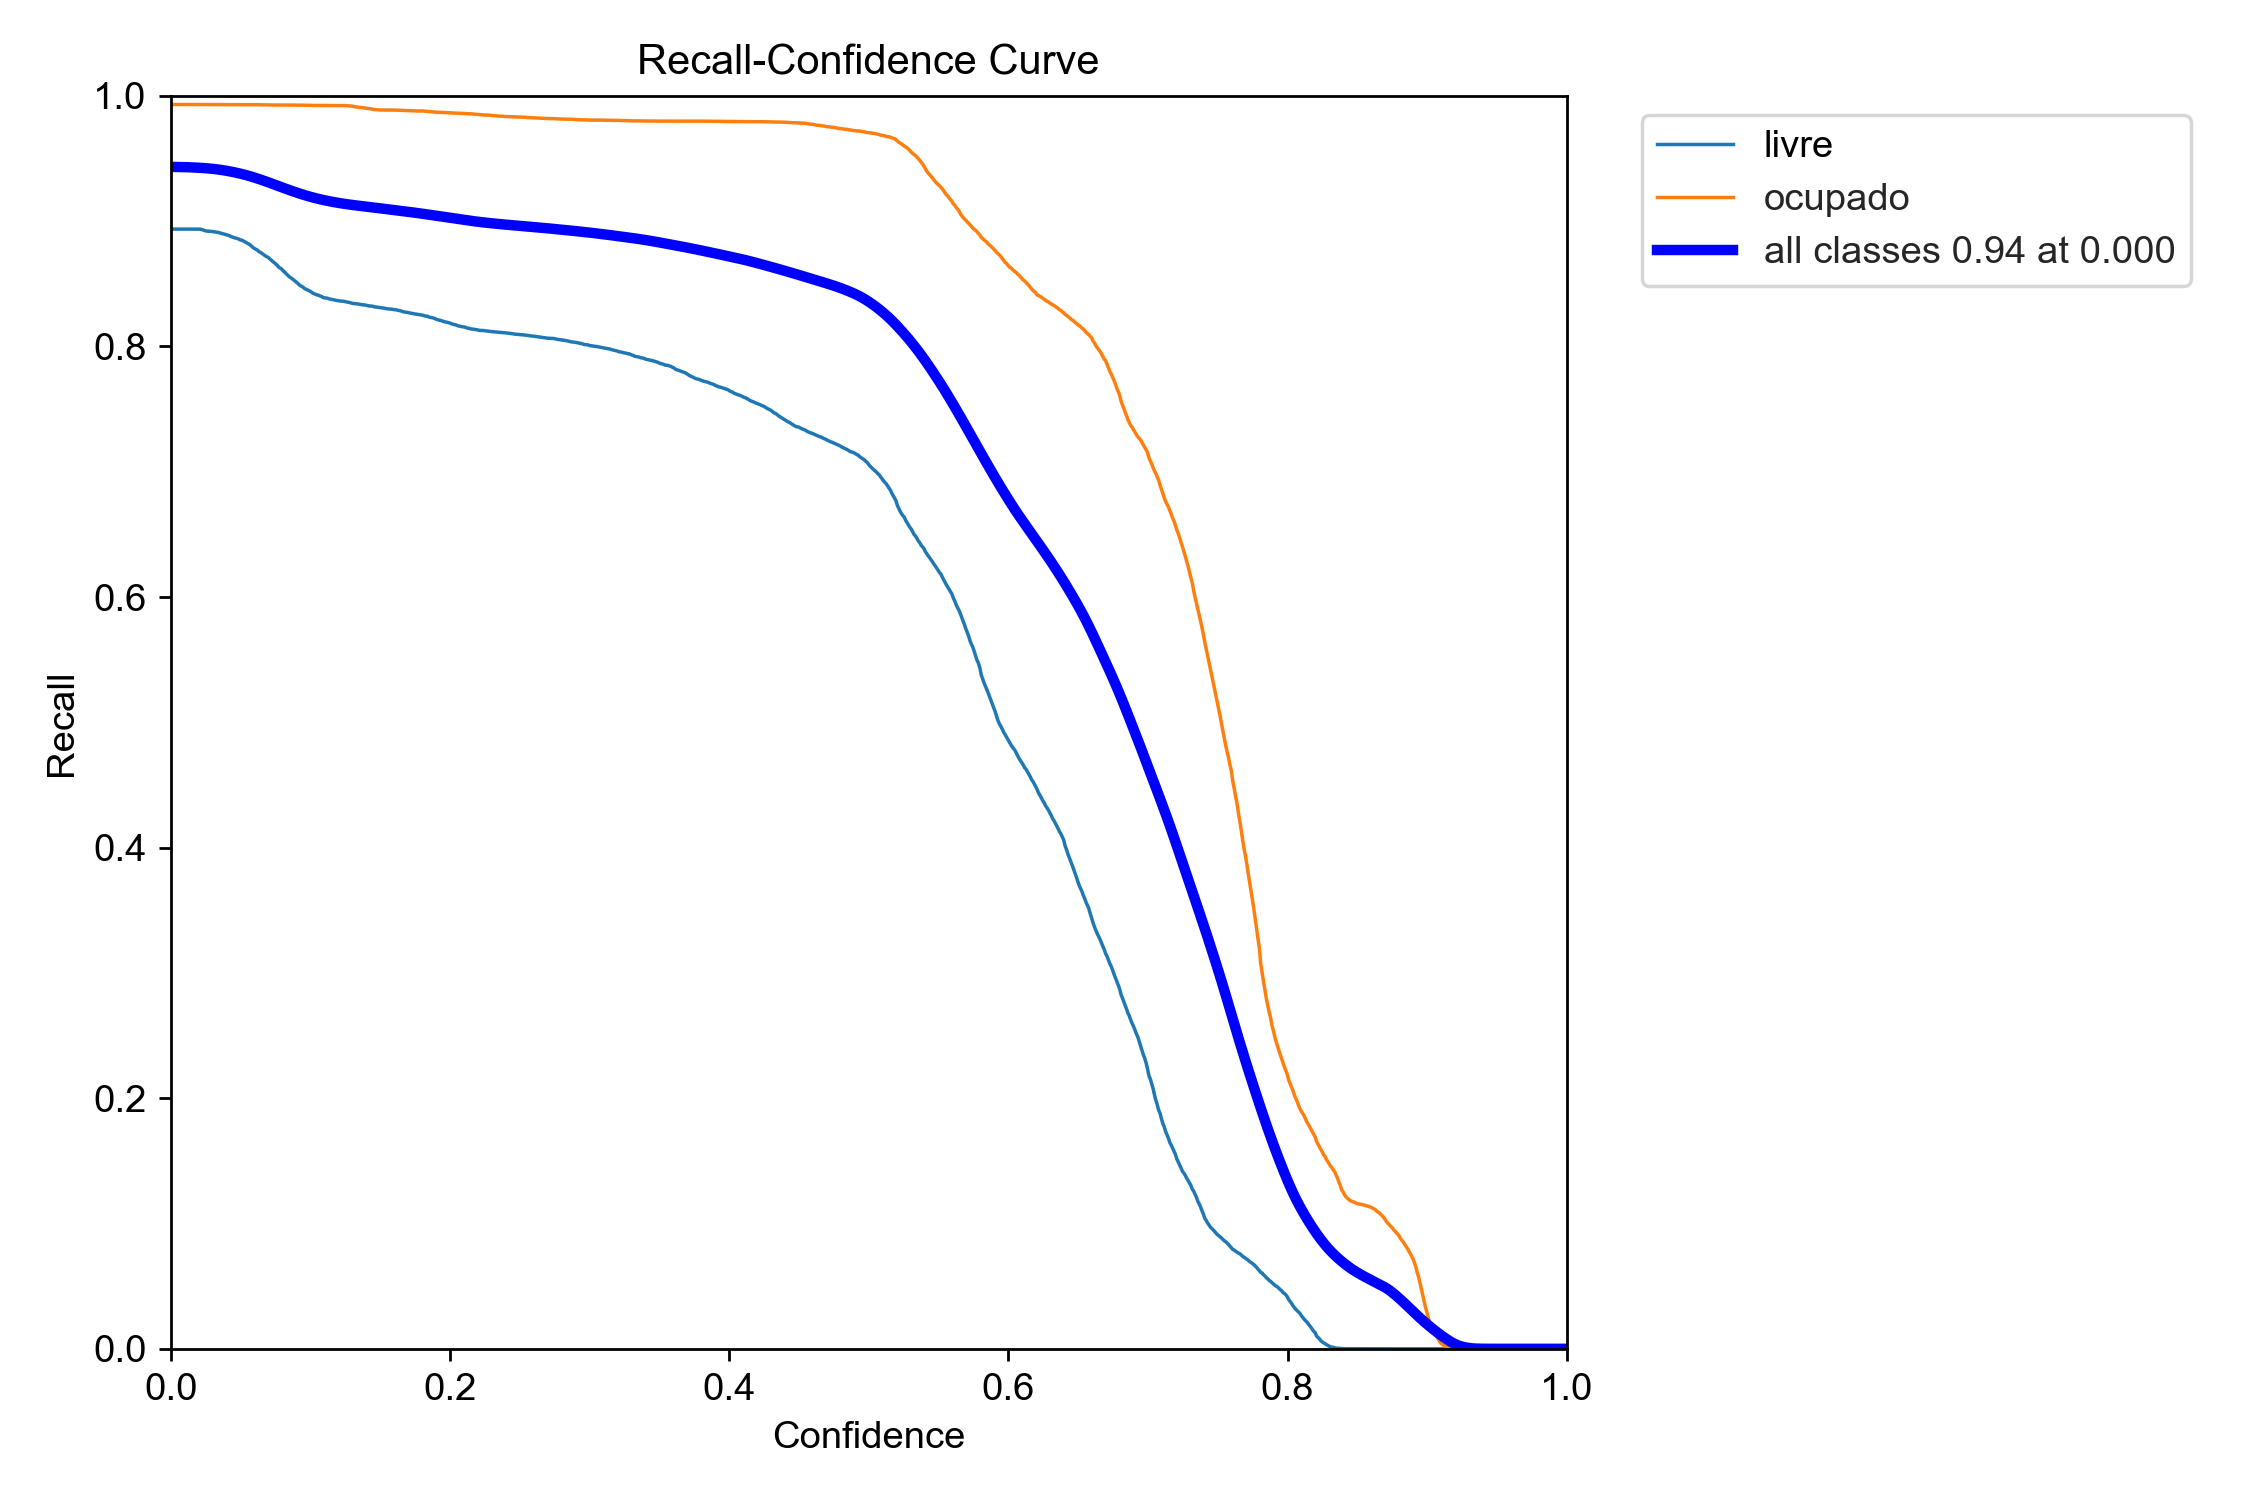 Recall-Confidence Curve
1.0
0.8
0.6
0.4
0.2
0.0
Recall
0.0 0.2 0.4 0.6 0.8 1.0
Confidence
livre
ocupado
all classes 0.94 at 0.000